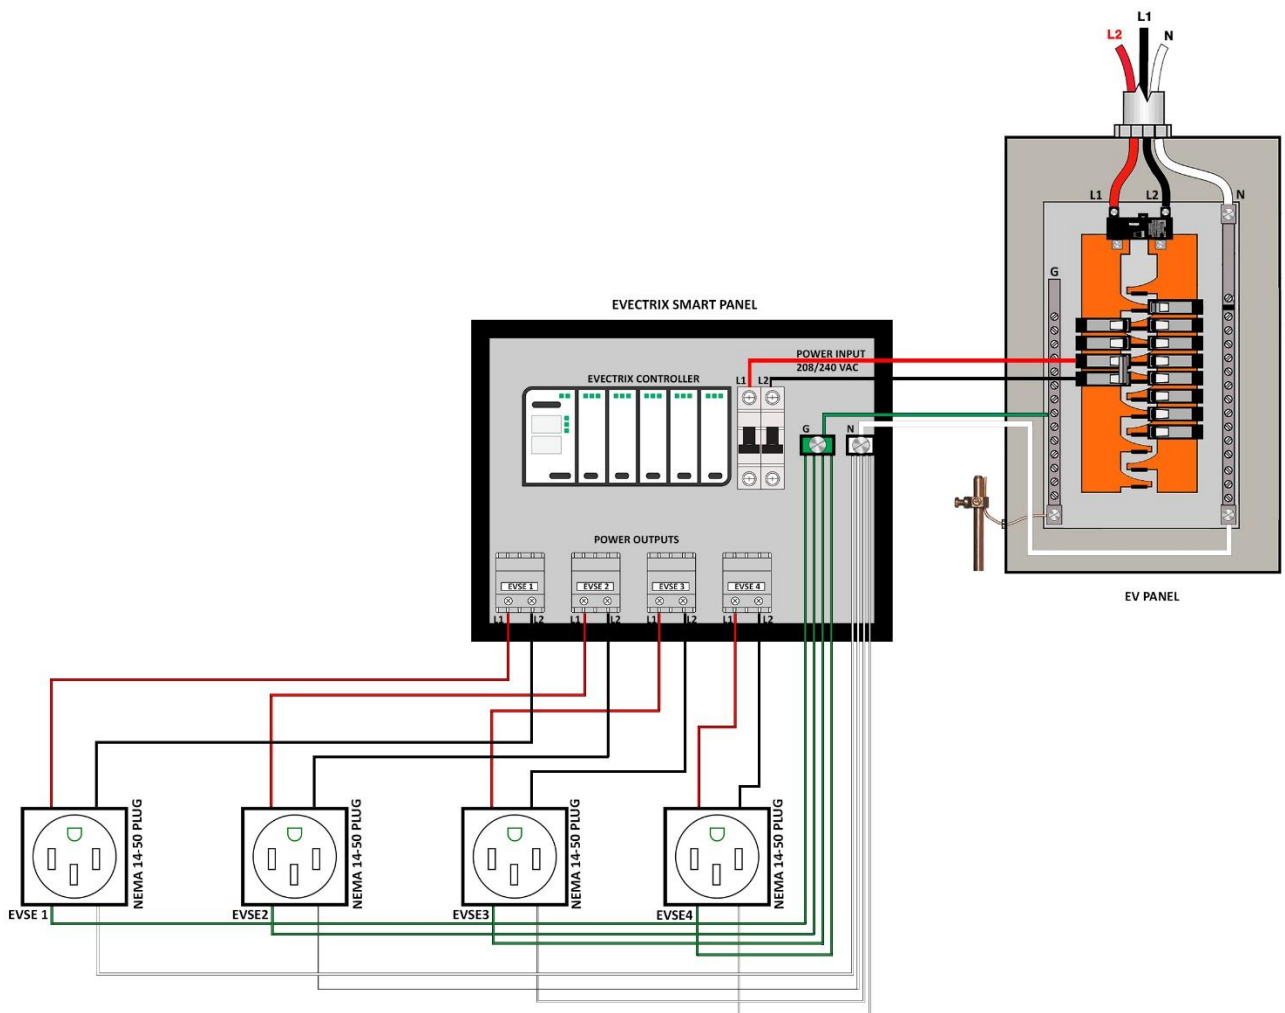 L1
L2 N
L1 L2 N
G
EVECTRIX SMART PANEL
POWER INPUT
208/240 VAC
EVECTRIX CONTROLLER
L1 L2
G N
POWER OUTPUTS
EVSE 1 EVSE 2 EVSE 3 EVSE 4
L1 L2 L1 L2 L1 L2 L1 L2
EV PANEL
NEMA 14-50 PLUG
NEMA 14-50 PLUG
NEMA 14-50 PLUG
NEMA 14-50 PLUG
EVSE 1 EVSE2 EVSE3 EVSE4